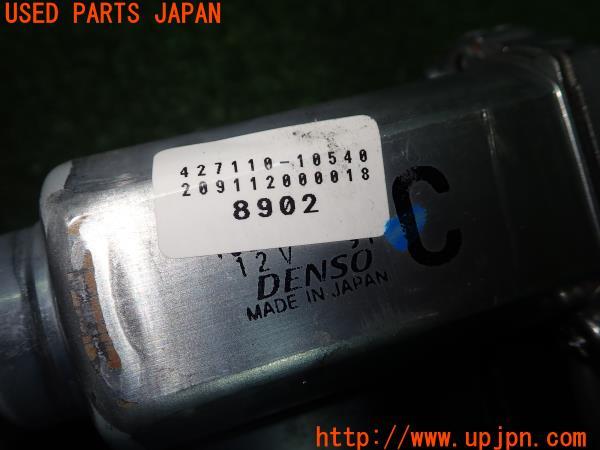 USED PARTS JAPAN
427110-10540
209112000018
8902
C
12V
DENSO
MADE IN JAPAN
http://www.upjpn.com